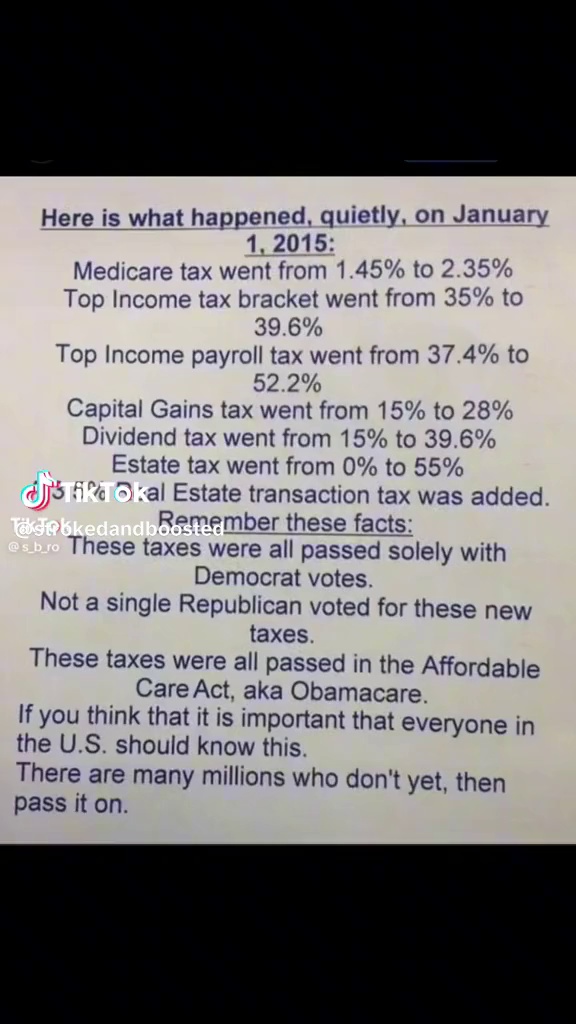 Here is what happened, quietly, on January
1, 2015:
Medicare tax went from 1.45% to 2.35%
Top Income tax bracket went from 35% to
39.6%
Top Income payroll tax went from 37.4% to
52.2%
Capital Gains tax went from 15% to 28%
Dividend tax went from 15% to 39.6%
Estate tax went from 0% to 55%
Estate transaction tax was added.
TikTok
Remember these facts:
@strokedandboosted
@s_b_ro
These taxes were all passed solely with
Democrat votes.
Not a single Republican voted for these new
taxes.
These taxes were all passed in the Affordable
Care Act, aka Obamacare.
If you think that it is important that everyone in
the U.S. should know this.
There are many millions who don't yet, then
pass it on.